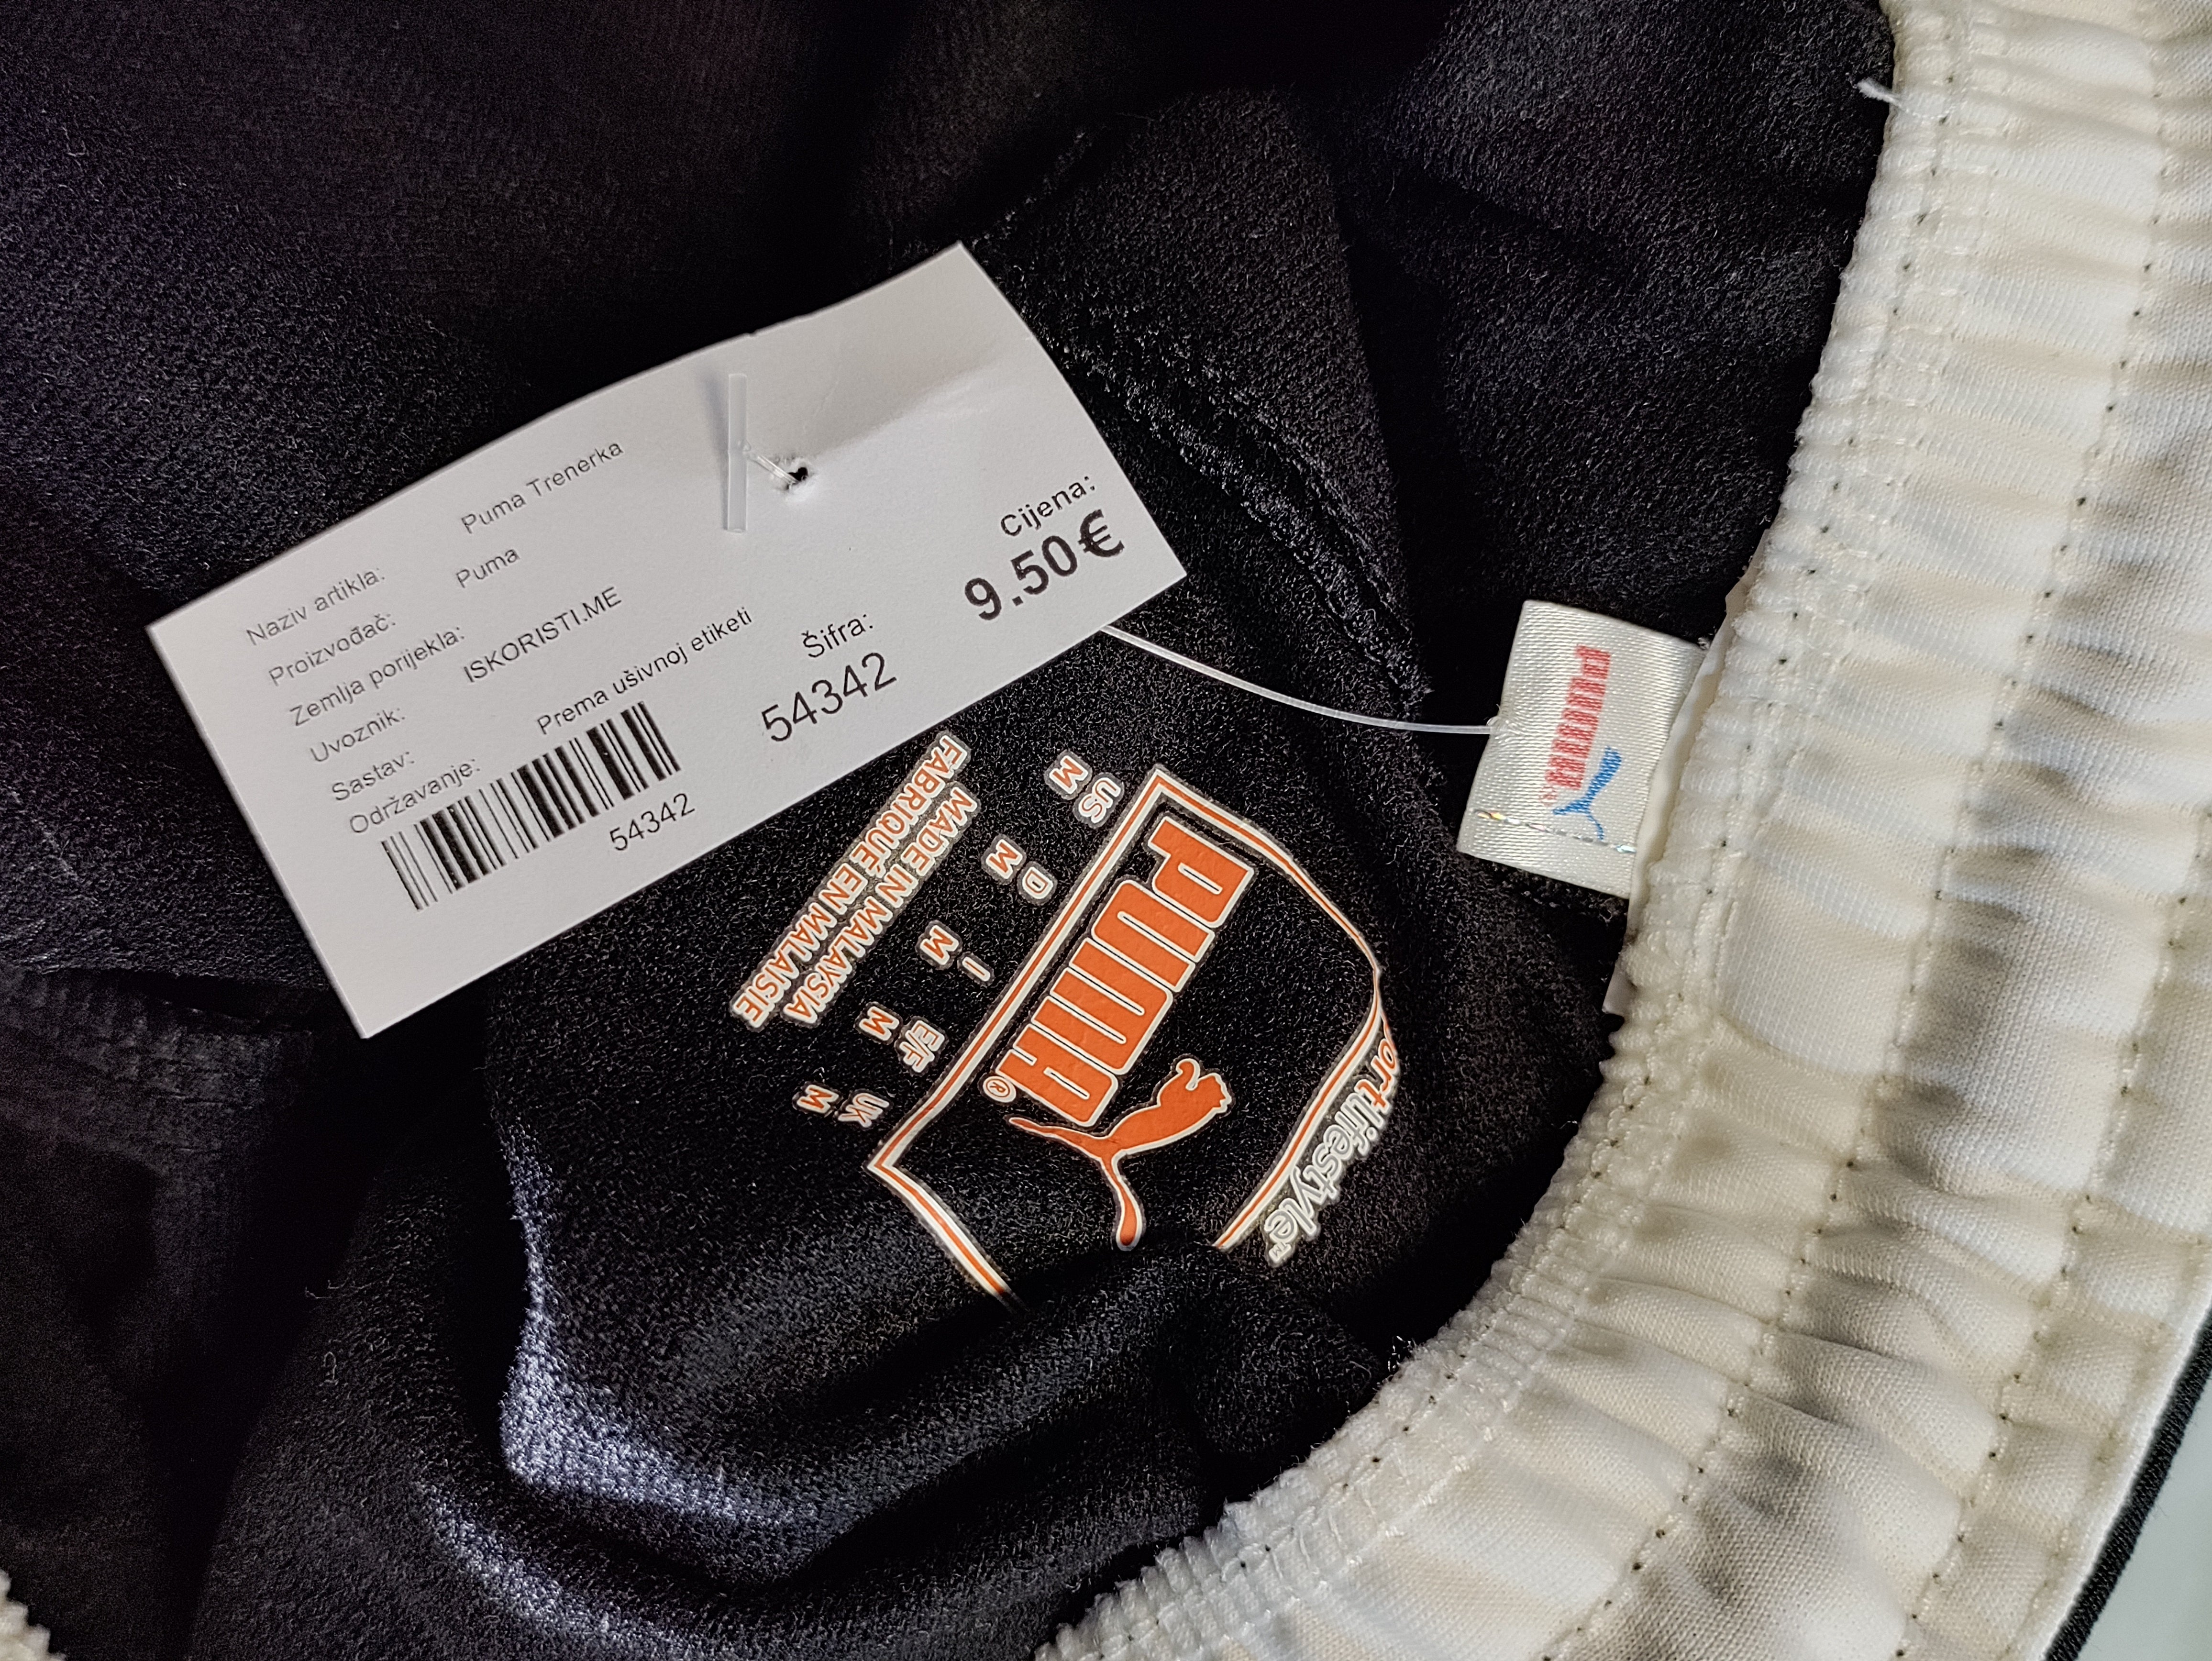 Naziv artikla: Puma Trenerka
Proizvođač: Puma
Zemlja porijekla:
Uvoznik: ISKORISTI.ME
Sastav:
Održavanje: Prema ušivnoj etiketi
54342
Šifra:
54342
Cijena:
9.50€
puma®
PUMA®
US D I E/F UK
M M M M M
MADE IN MALAYSIA
FABRIQUÉ EN MALAISIE